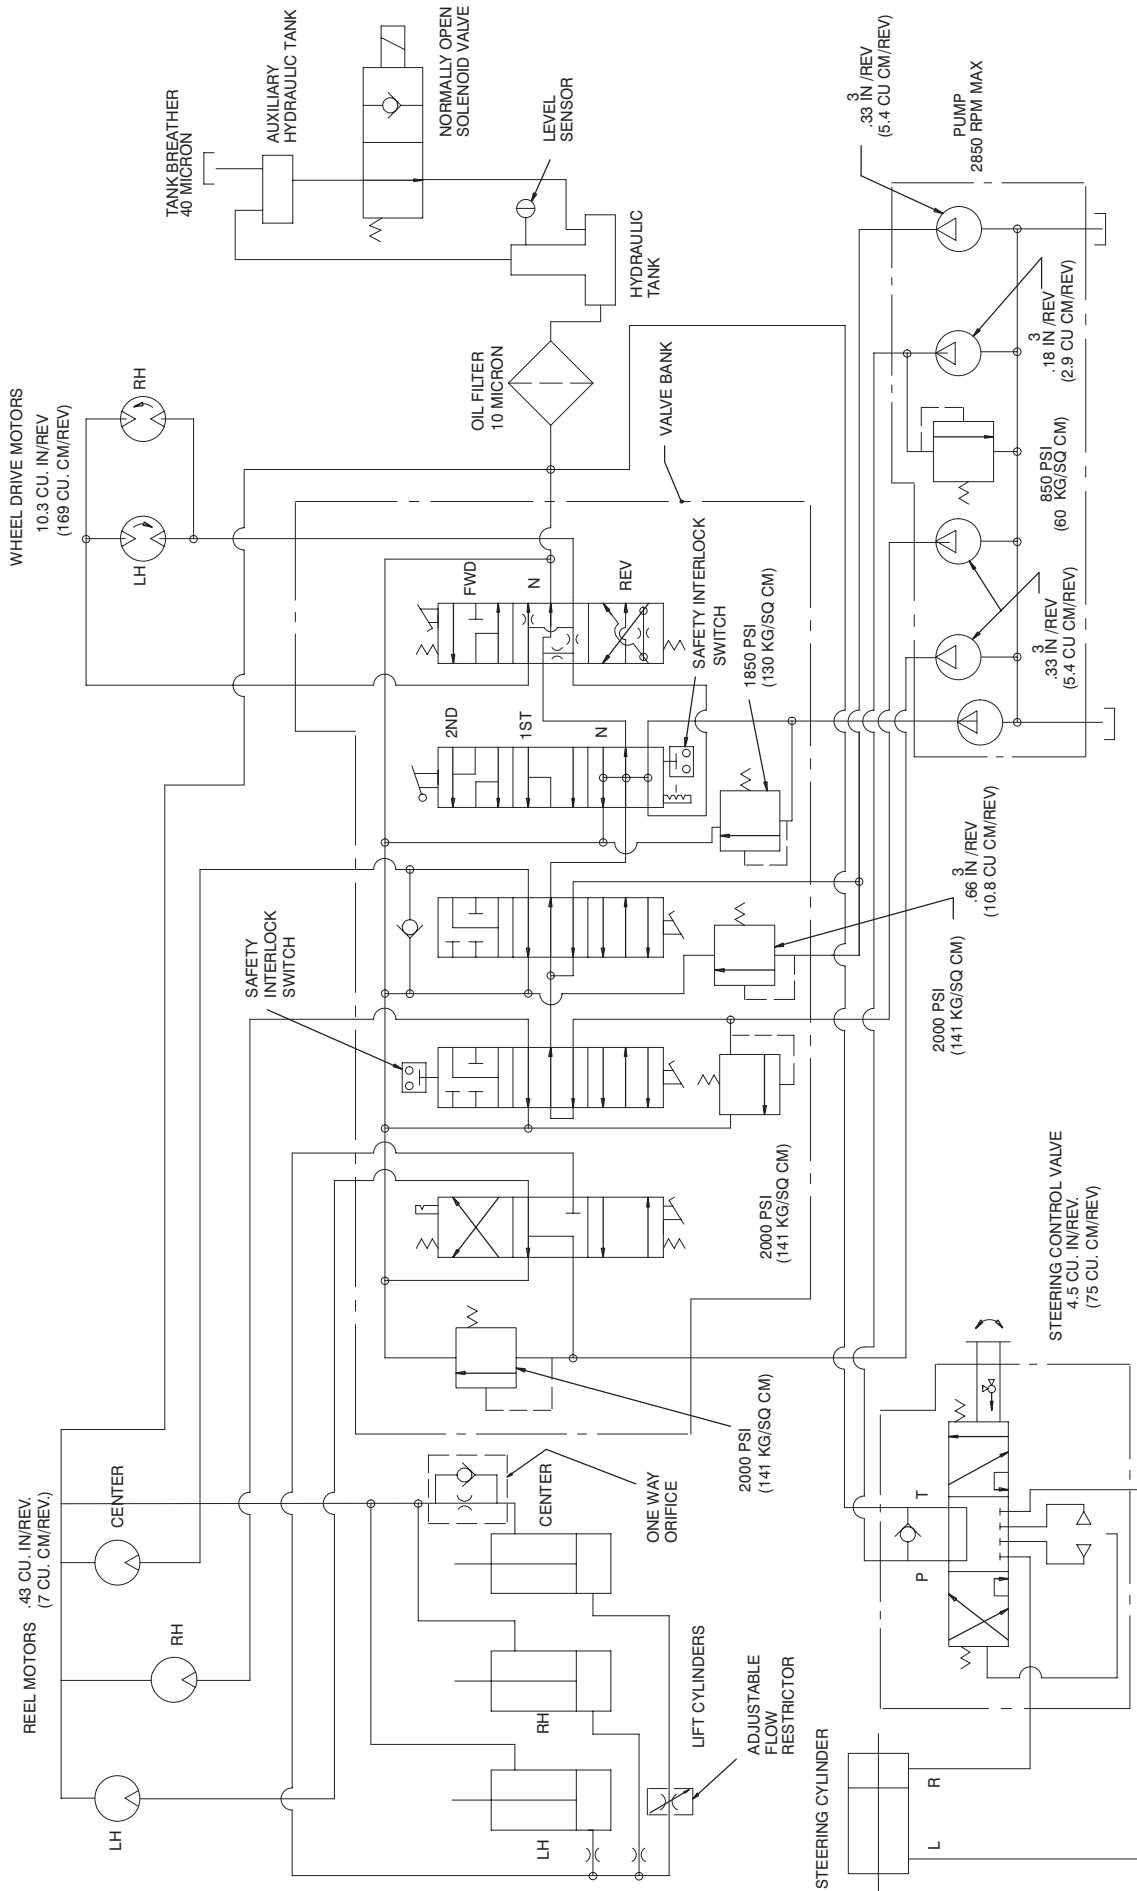 WHEEL DRIVE MOTORS
10.3 CU. IN/REV
(169 CU. CM/REV)
LH
RH
TANK BREATHER
40 MICRON
AUXILIARY
HYDRAULIC TANK
NORMALLY OPEN
SOLENOID VALVE
LEVEL
SENSOR
HYDRAULIC
TANK
OIL FILTER
10 MICRON
VALVE BANK
REEL MOTORS .43 CU. IN/REV.
(7 CU. CM/REV.)
LH
RH
CENTER
SAFETY
INTERLOCK
SWITCH
2ND
1ST
N
FWD
N
REV
SAFETY INTERLOCK
SWITCH
1850 PSI
(130 KG/SQ CM)
2000 PSI
(141 KG/SQ CM)
2000 PSI
(141 KG/SQ CM)
2000 PSI
(141 KG/SQ CM)
3
.66 IN /REV
(10.8 CU CM/REV)
3
.33 IN /REV
(5.4 CU CM/REV)
850 PSI
(60 KG/SQ CM)
3
.18 IN /REV
(2.9 CU CM/REV)
3
.33 IN /REV
(5.4 CU CM/REV)
PUMP
2850 RPM MAX
ONE WAY
ORIFICE
CENTER
RH
LH
LIFT CYLINDERS
ADJUSTABLE
FLOW
RESTRICTOR
STEERING CYLINDER
L
R
P
T
STEERING CONTROL VALVE
4.5 CU. IN/REV.
(75 CU. CM/REV)